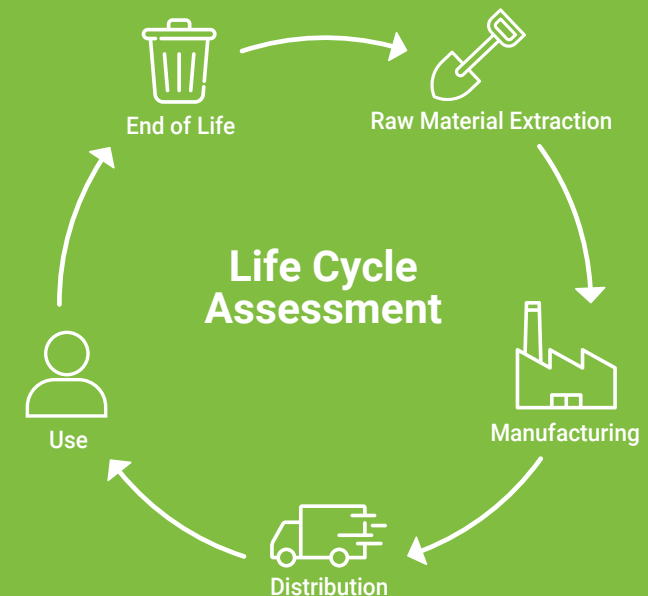 End of Life
Raw Material Extraction
Life Cycle
Assessment
Use
Manufacturing
Distribution